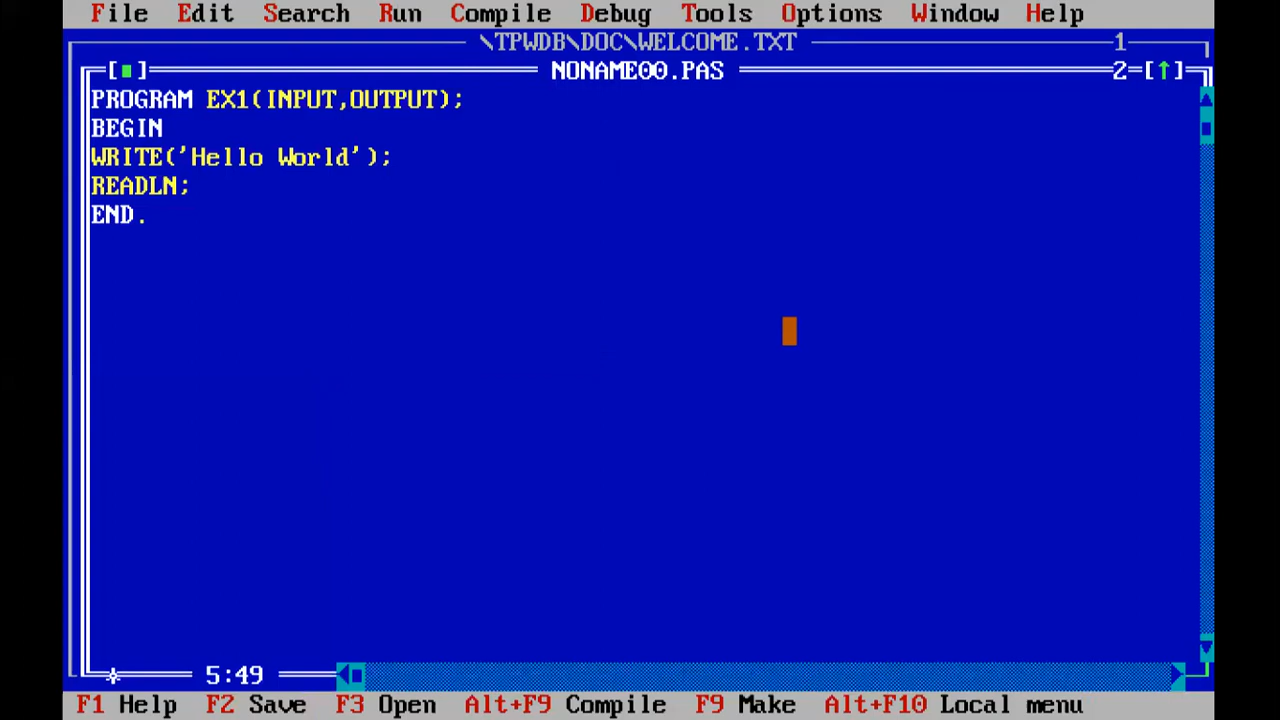 File Edit Search Run Compile Debug Tools Options Window Help
\TPWDB\DOC\WELCOME.TXT 1
[■] NONAME00.PAS 2=[↑]
PROGRAM EX1(INPUT,OUTPUT);
BEGIN
WRITE('Hello World');
READLN;
END.
5:49
F1 Help F2 Save F3 Open Alt+F9 Compile F9 Make Alt+F10 Local menu